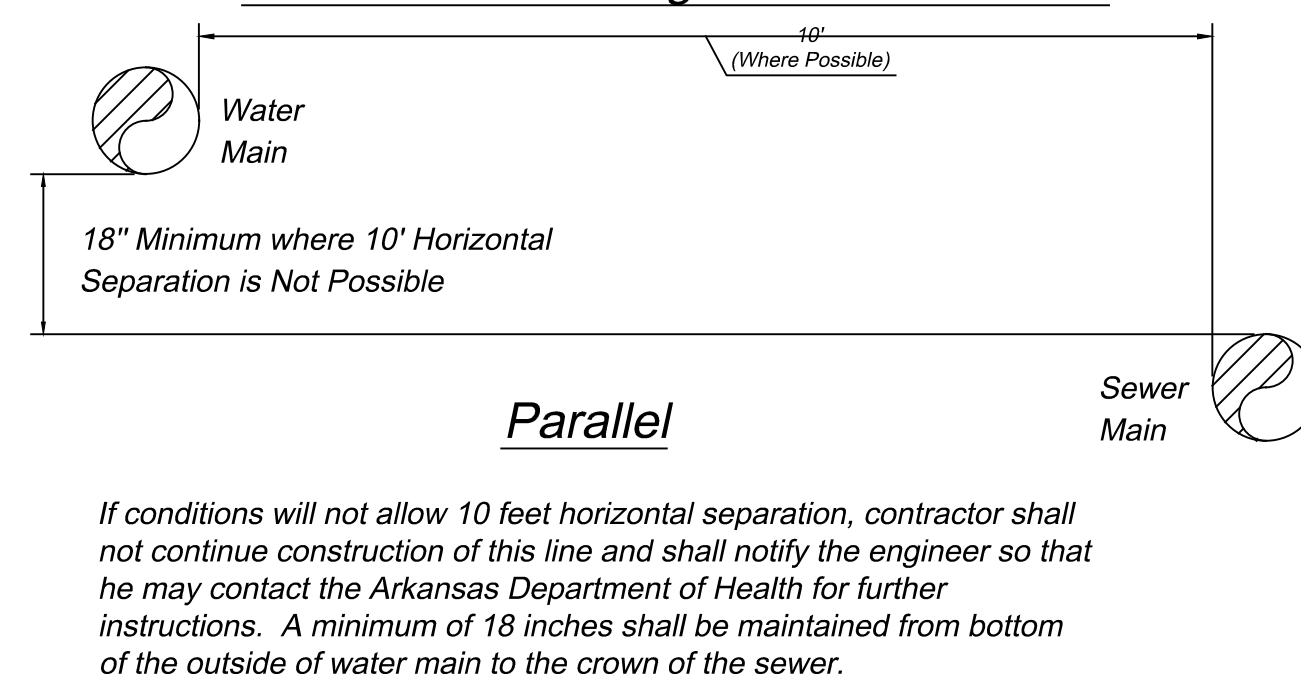 10'
(Where Possible)
Water
Main
18" Minimum where 10' Horizontal
Separation is Not Possible
Sewer
Main
Parallel
If conditions will not allow 10 feet horizontal separation, contractor shall
not continue construction of this line and shall notify the engineer so that
he may contact the Arkansas Department of Health for further
instructions.  A minimum of 18 inches shall be maintained from bottom
of the outside of water main to the crown of the sewer.